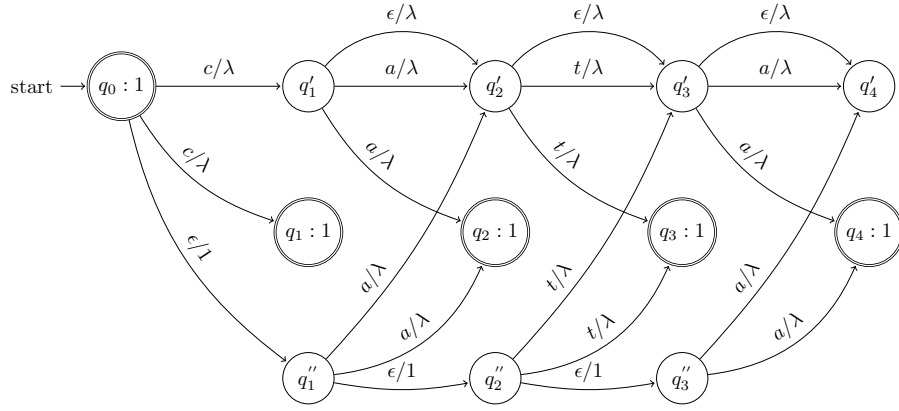 ϵ/λ ϵ/λ ϵ/λ
start q₀ : 1 c/λ q′₁ a/λ q′₂ t/λ q′₃ a/λ q′₄
c/λ a/λ t/λ a/λ
q₁ : 1 q₂ : 1 q₃ : 1 q₄ : 1
ϵ/1 a/λ t/λ a/λ
a/λ t/λ a/λ
q″₁ ϵ/1 q″₂ ϵ/1 q″₃